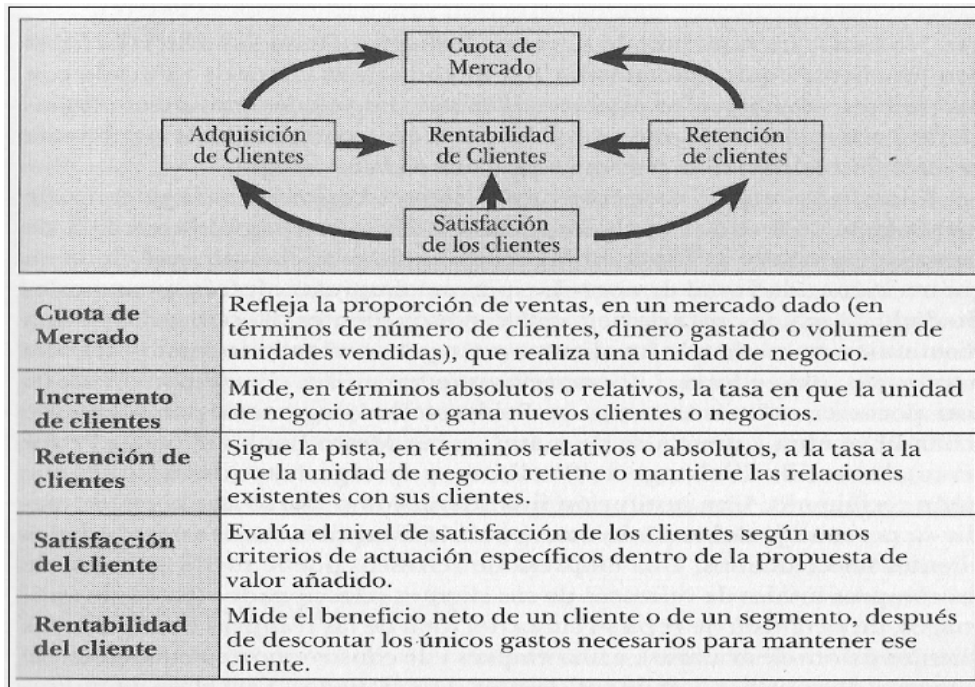 Cuota de
Mercado
Adquisición
de Clientes
Rentabilidad
de Clientes
Retención
de clientes
Satisfacción
de los clientes
Cuota de
Mercado
Refleja la proporción de ventas, en un mercado dado (en
términos de número de clientes, dinero gastado o volumen de
unidades vendidas), que realiza una unidad de negocio.
Incremento
de clientes
Mide, en términos absolutos o relativos, la tasa en que la unidad
de negocio atrae o gana nuevos clientes o negocios.
Retención de
clientes
Sigue la pista, en términos relativos o absolutos, a la tasa a la
que la unidad de negocio retiene o mantiene las relaciones
existentes con sus clientes.
Satisfacción
del cliente
Evalúa el nivel de satisfacción de los clientes según unos
criterios de actuación específicos dentro de la propuesta de
valor añadido.
Rentabilidad
del cliente
Mide el beneficio neto de un cliente o de un segmento, después
de descontar los únicos gastos necesarios para mantener ese
cliente.